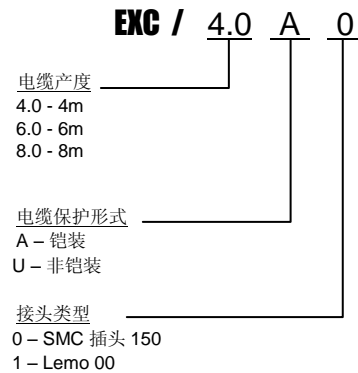 EXC / 4.0 A 0
电缆产度
4.0 - 4m
6.0 - 6m
8.0 - 8m
电缆保护形式
A – 铠装
U – 非铠装
接头类型
0 – SMC 插头 150
1 – Lemo 00